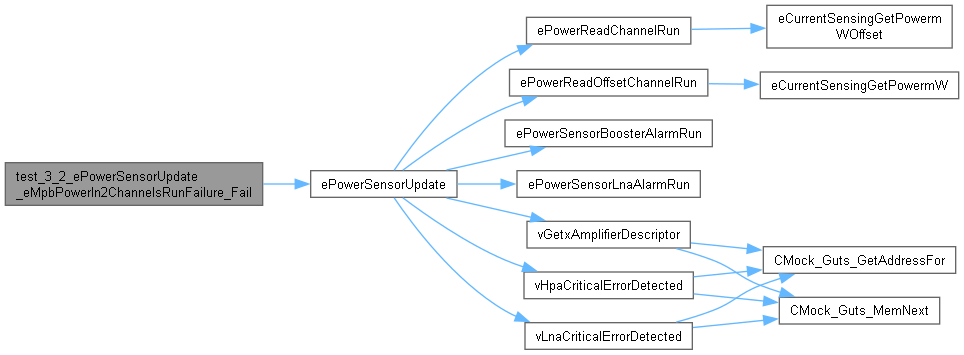 test_3_2_ePowerSensorUpdate
_eMpbPowerIn2ChannelsRunFailure_Fail
ePowerSensorUpdate
ePowerReadChannelRun
eCurrentSensingGetPowerm
WOffset
ePowerReadOffsetChannelRun
eCurrentSensingGetPowermW
ePowerSensorBoosterAlarmRun
ePowerSensorLnaAlarmRun
vGetxAmplifierDescriptor
vHpaCriticalErrorDetected
vLnaCriticalErrorDetected
CMock_Guts_GetAddressFor
CMock_Guts_MemNext